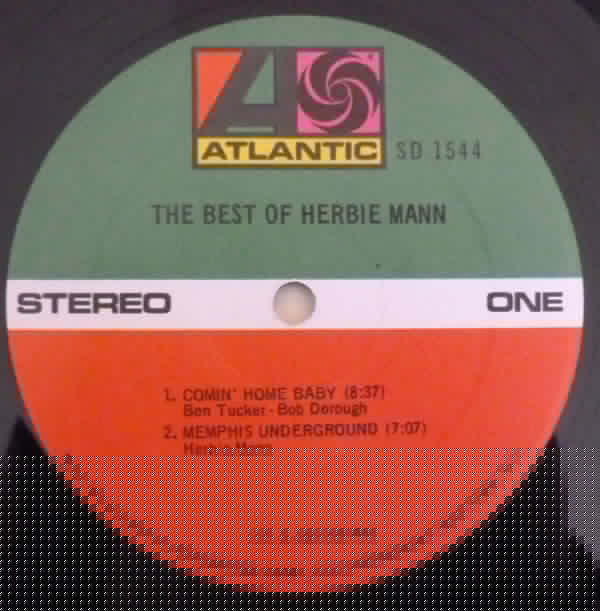 ATLANTIC
SD 1544
THE BEST OF HERBIE MANN
STEREO
ONE
1. COMIN' HOME BABY (8:37)
Ben Tucker - Bob Dorough
2. MEMPHIS UNDERGROUND (7:07)
Herbie Mann